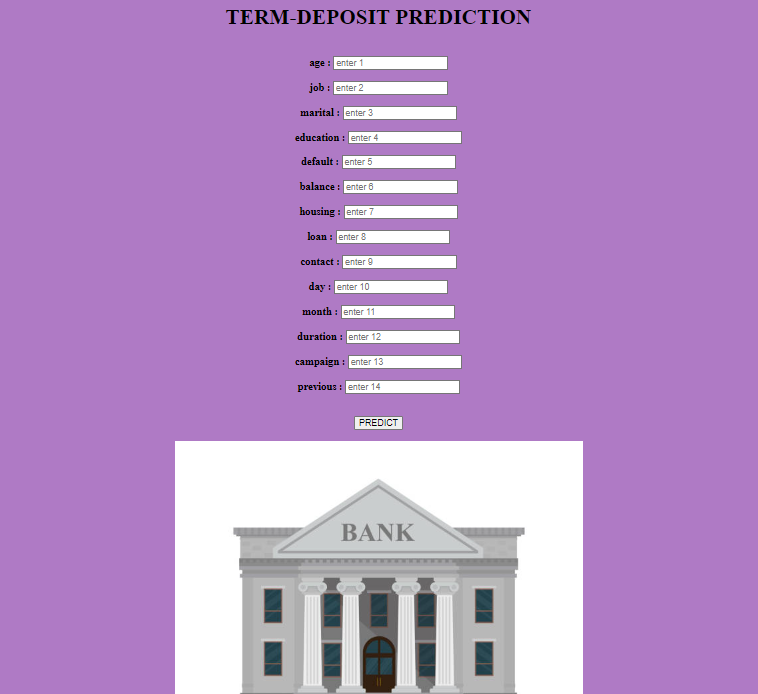 TERM-DEPOSIT PREDICTION
age : enter 1
job : enter 2
marital : enter 3
education : enter 4
default : enter 5
balance : enter 6
housing : enter 7
loan : enter 8
contact : enter 9
day : enter 10
month : enter 11
duration : enter 12
campaign : enter 13
previous : enter 14
PREDICT
BANK